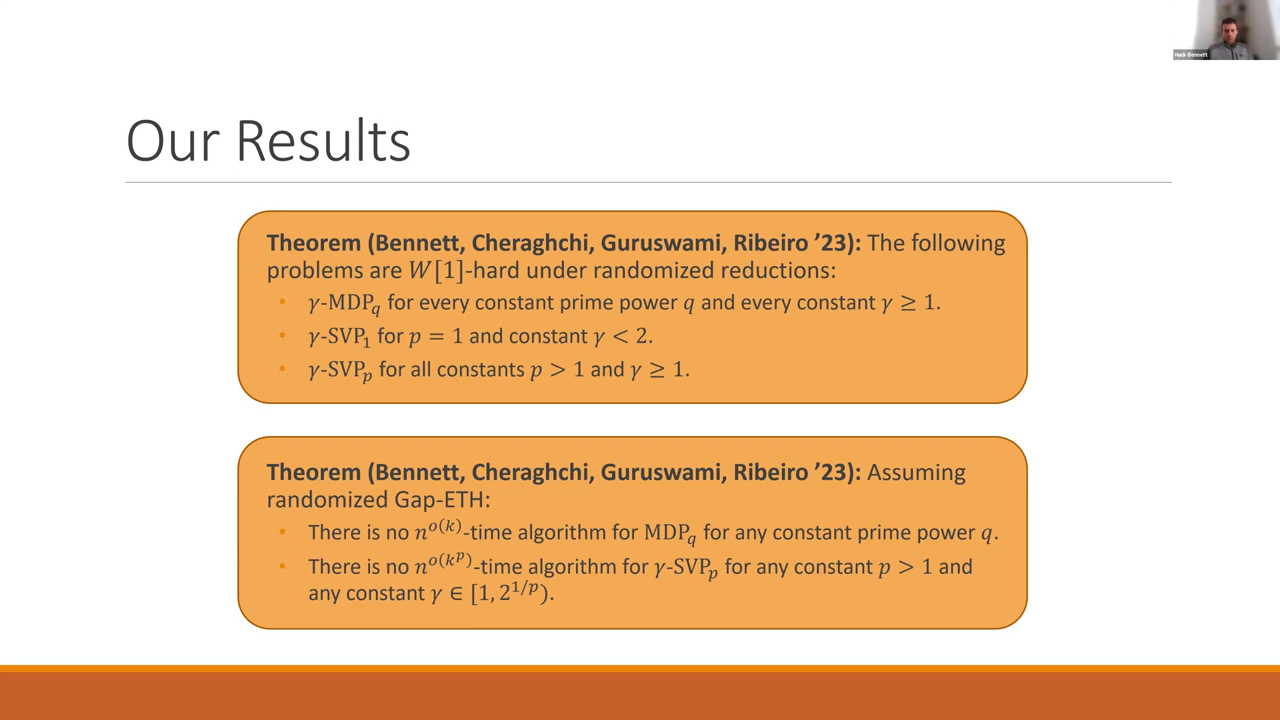 Huck Bennett
Our Results
Theorem (Bennett, Cheraghchi, Guruswami, Ribeiro ’23): The following
problems are W[1]-hard under randomized reductions:
• γ-MDP_q for every constant prime power q and every constant γ ≥ 1.
• γ-SVP_1 for p = 1 and constant γ < 2.
• γ-SVP_p for all constants p > 1 and γ ≥ 1.
Theorem (Bennett, Cheraghchi, Guruswami, Ribeiro ’23): Assuming
randomized Gap-ETH:
• There is no n^{o(k)}-time algorithm for MDP_q for any constant prime power q.
• There is no n^{o(k^p)}-time algorithm for γ-SVP_p for any constant p > 1 and
any constant γ ∈ [1, 2^{1/p}).